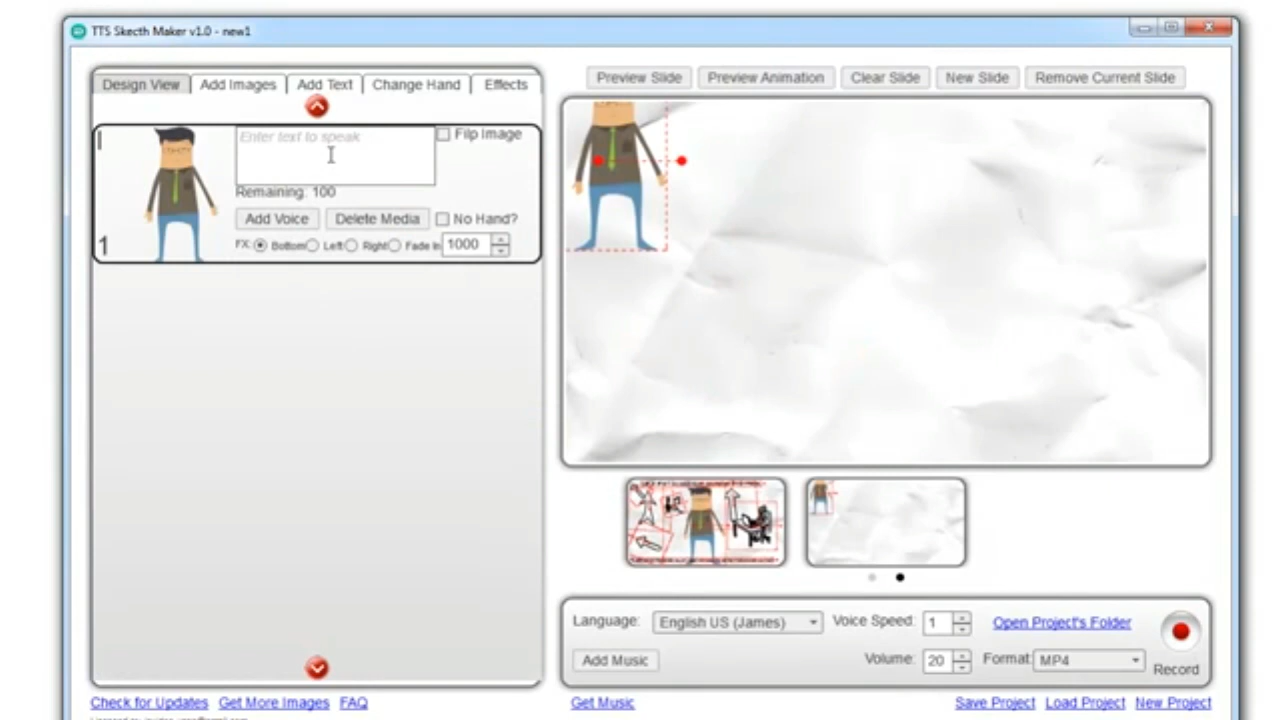 TTS Skecth Maker v1.0 - new1
Design View Add Images Add Text Change Hand Effects
Preview Slide Preview Animation Clear Slide New Slide Remove Current Slide
Enter text to speak
Flip Image
Remaining: 100
Add Voice Delete Media No Hand?
1
FX: Bottom Left Right Fade In 1000
Language: English US (James) Voice Speed: 1 Open Project's Folder
Add Music Volume: 20 Format: MP4 Record
Check for Updates Get More Images FAQ Get Music Save Project Load Project New Project